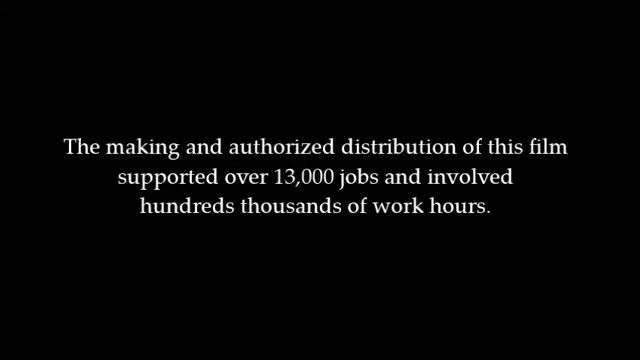 The making and authorized distribution of this film
supported over 13,000 jobs and involved
hundreds thousands of work hours.